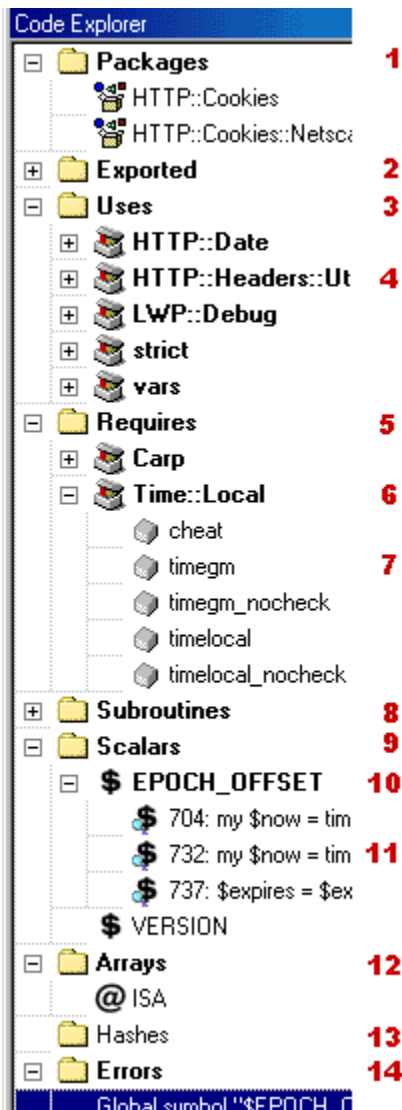 Code Explorer
Packages 1
HTTP::Cookies
HTTP::Cookies::Netsca
Exported 2
Uses 3
HTTP::Date
HTTP::Headers::Ut 4
LWP::Debug
strict
vars
Requires 5
Carp
Time::Local 6
cheat
timegm 7
timegm_nocheck
timelocal
timelocal_nocheck
Subroutines 8
Scalars 9
$ EPOCH_OFFSET 10
$ 704: my $now = tim
$ 732: my $now = tim 11
$ 737: $expires = $ex
$ VERSION
Arrays 12
@ ISA
Hashes 13
Errors 14
Global symbol "$EPOCH_O